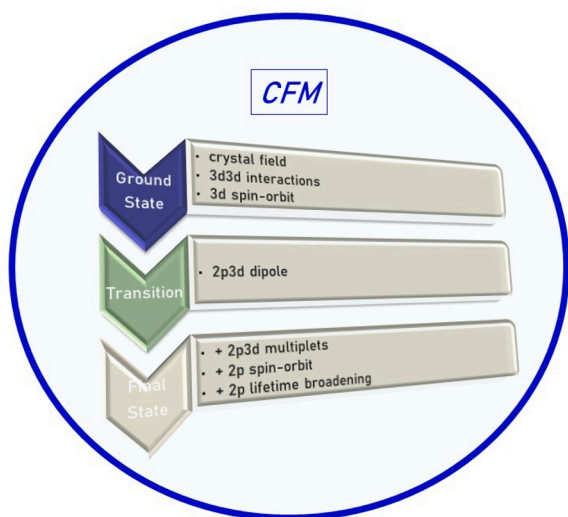 CFM
Ground
State
· crystal field
· 3d3d interactions
· 3d spin-orbit
Transition
· 2p3d dipole
Final
State
· + 2p3d multiplets
· + 2p spin-orbit
· + 2p lifetime broadening